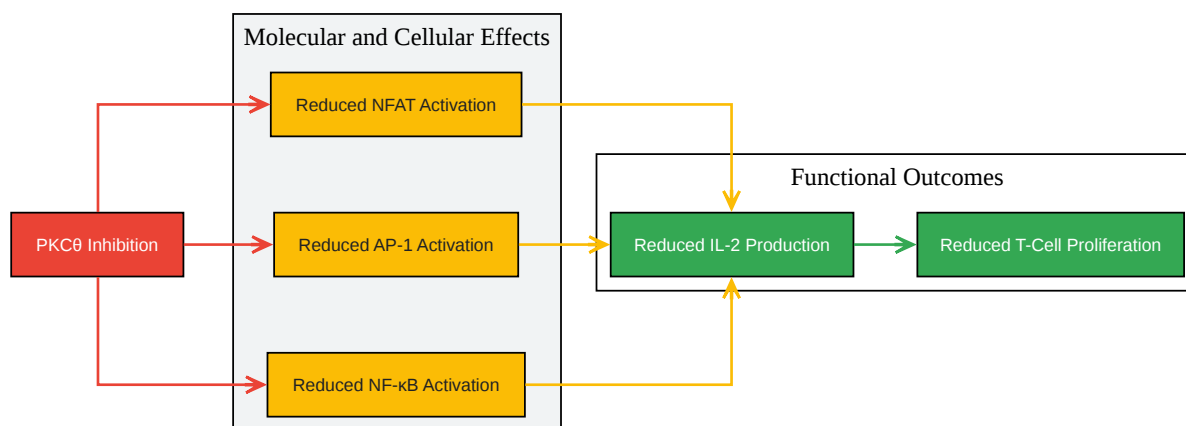 Molecular and Cellular Effects
Reduced NFAT Activation
Functional Outcomes
PKCθ Inhibition
Reduced AP-1 Activation
Reduced IL-2 Production
Reduced T-Cell Proliferation
Reduced NF-κB Activation